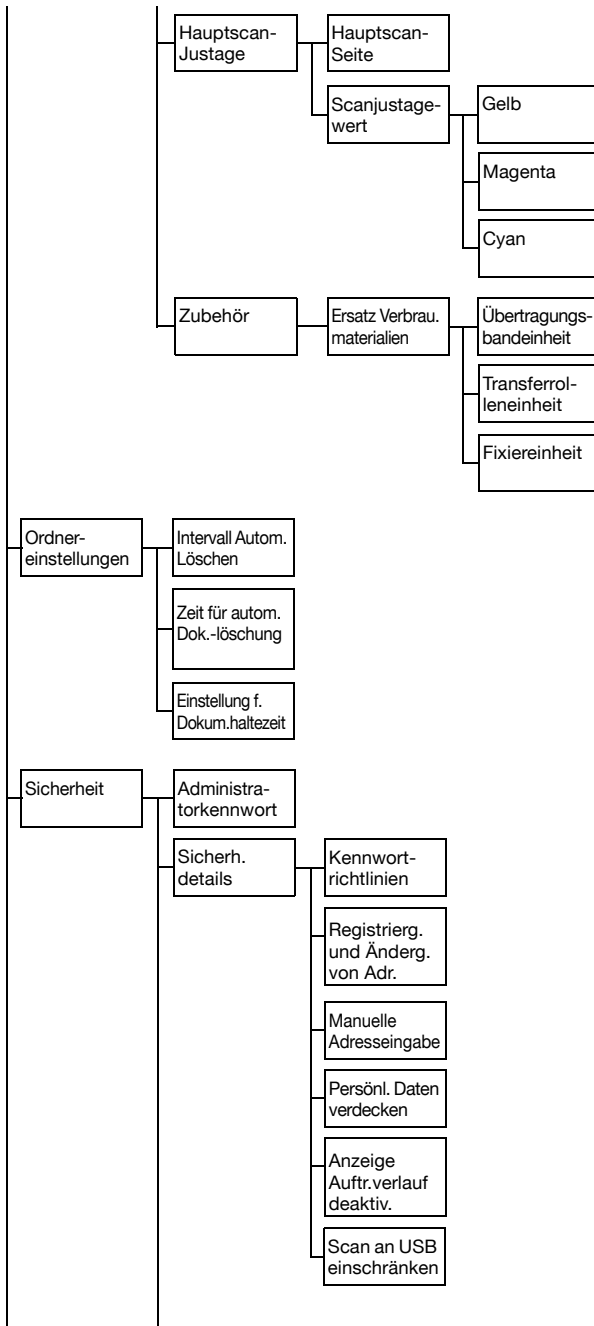 Hauptscan-
Justage
Hauptscan-
Seite
Scanjustage-
wert
Gelb
Magenta
Cyan
Zubehör
Ersatz Verbrau.
materialien
Übertragungs-
bandeinheit
Transferrol-
leneinheit
Fixiereinheit
Ordner-
einstellungen
Intervall Autom.
Löschen
Zeit für autom.
Dok.-löschung
Einstellung f.
Dokum.haltezeit
Sicherheit
Administra-
torkennwort
Sicherh.
details
Kennwort-
richtlinien
Registrierg.
und Änderg.
von Adr.
Manuelle
Adresseingabe
Persönl. Daten
verdecken
Anzeige
Auftr.verlauf
deaktiv.
Scan an USB
einschränken